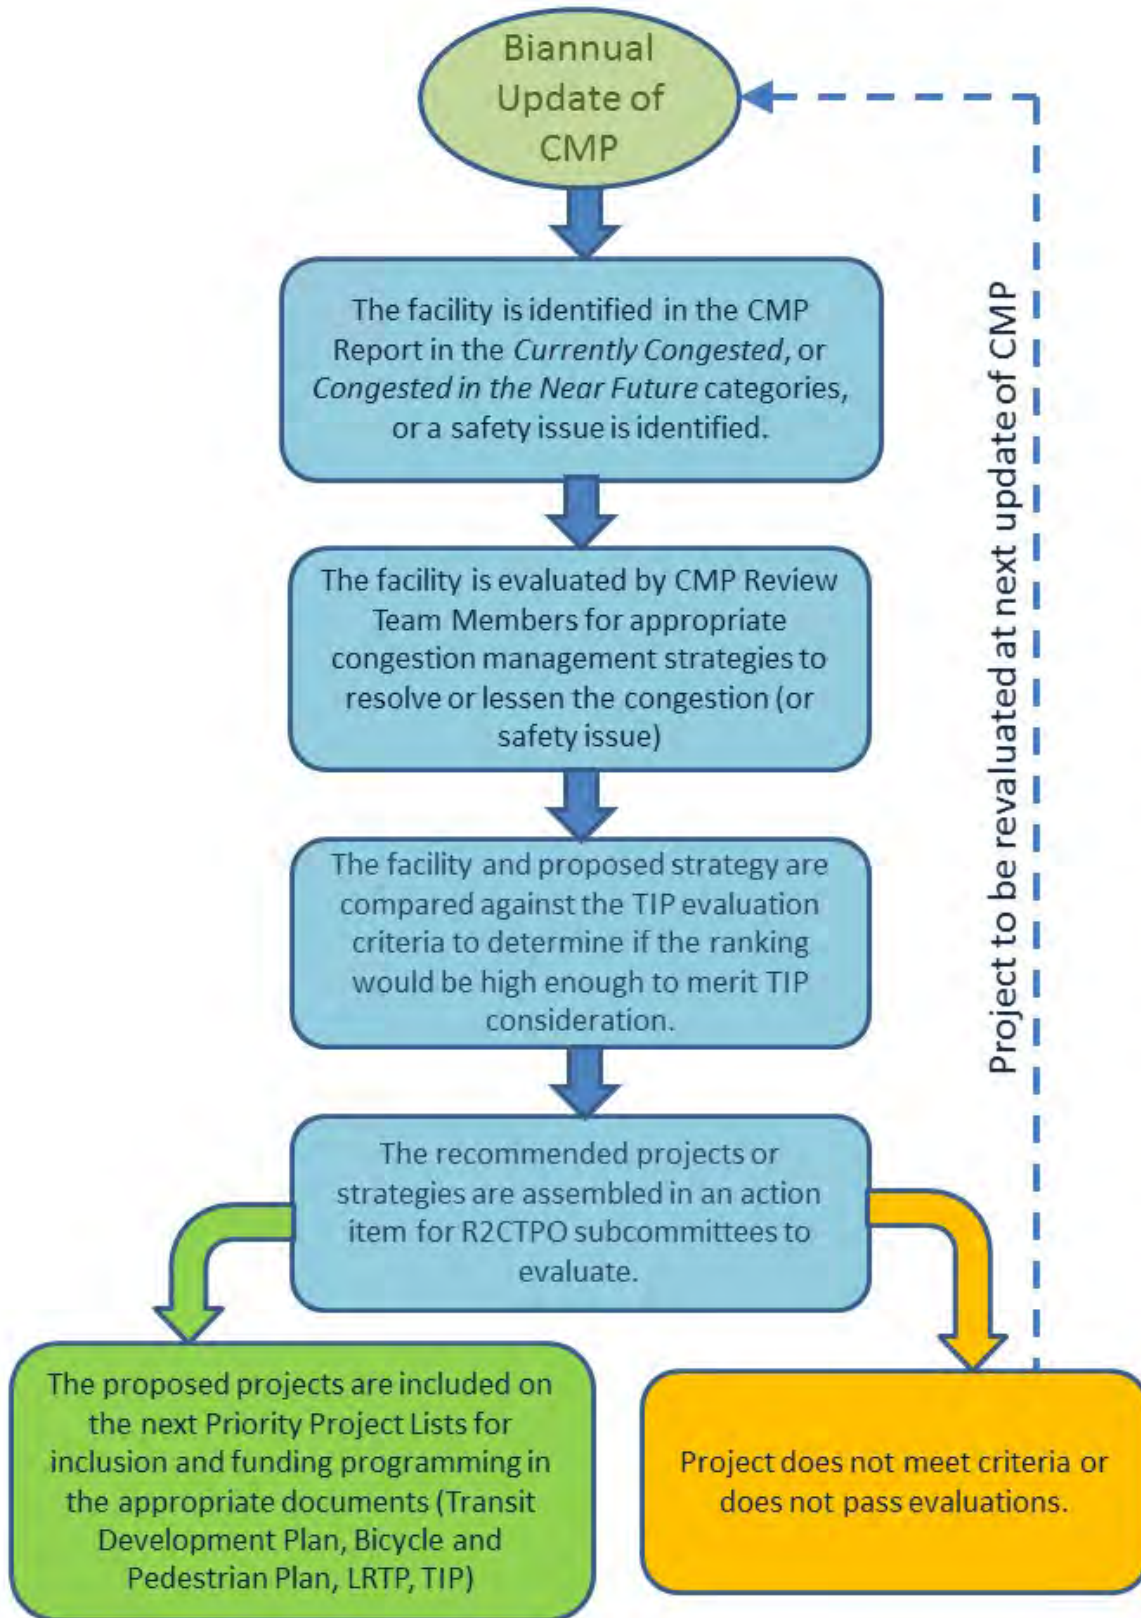 Biannual
Update of
CMP
The facility is identified in the CMP
Report in the Currently Congested, or
Congested in the Near Future categories,
or a safety issue is identified.
The facility is evaluated by CMP Review
Team Members for appropriate
congestion management strategies to
resolve or lessen the congestion (or
safety issue)
The facility and proposed strategy are
compared against the TIP evaluation
criteria to determine if the ranking
would be high enough to merit TIP
consideration.
The recommended projects or
strategies are assembled in an action
item for R2CTPO subcommittees to
evaluate.
The proposed projects are included on
the next Priority Project Lists for
inclusion and funding programming in
the appropriate documents (Transit
Development Plan, Bicycle and
Pedestrian Plan, LRTP, TIP)
Project does not meet criteria or
does not pass evaluations.
Project to be revaluated at next update of CMP